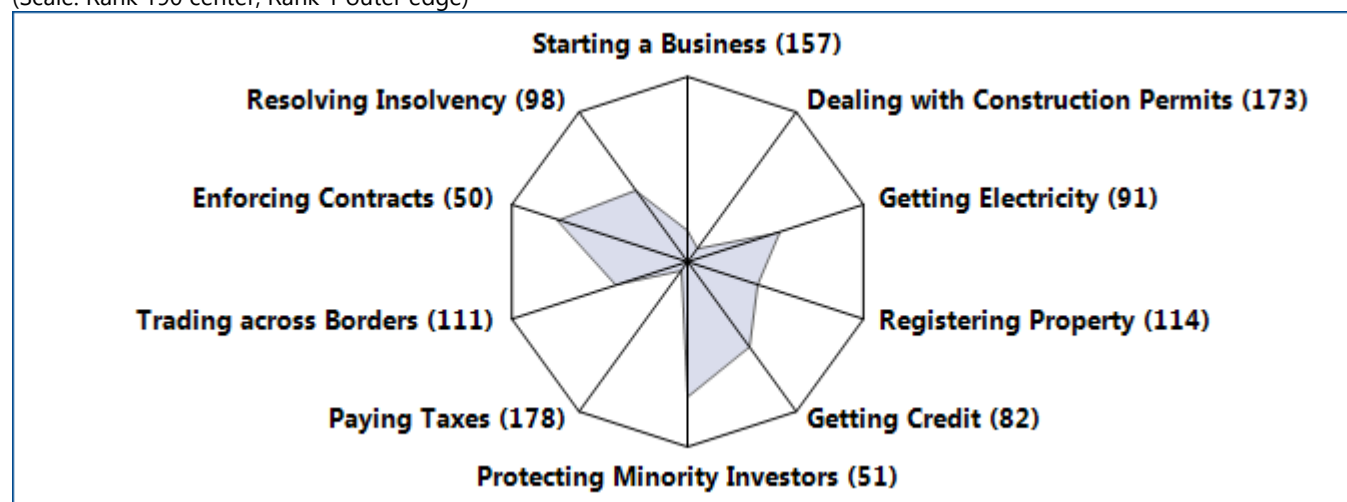 (Scale: Rank 190 center, Rank 1 outer edge)
Starting a Business (157)
Resolving Insolvency (98)
Dealing with Construction Permits (173)
Enforcing Contracts (50)
Getting Electricity (91)
Trading across Borders (111)
Registering Property (114)
Paying Taxes (178)
Getting Credit (82)
Protecting Minority Investors (51)